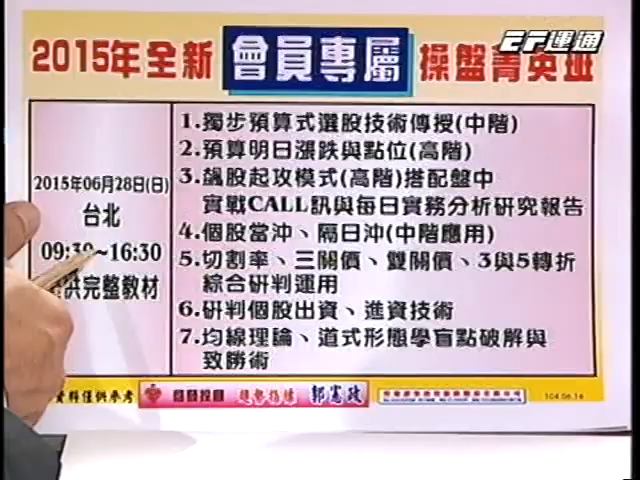 2015年全新 會員專屬 操盤菁英班
運通
2015年06月28日(日)
台北
09:30~16:30
完整教材
1.獨步預算式選股技術傳授(中階)
2.預算明日漲跌與點位(高階)
3.飆股起攻模式(高階)搭配盤中
實戰CALL訊與每日實務分析研究報告
4.個股當沖、隔日沖(中階應用)
5.切割率、三關價、雙關價、3與5轉折
綜合研判運用
6.研判個股出資、進資技術
7.均線理論、道式形態學盲點破解與
致勝術
資料僅供參考
郭憲政
104.06.14